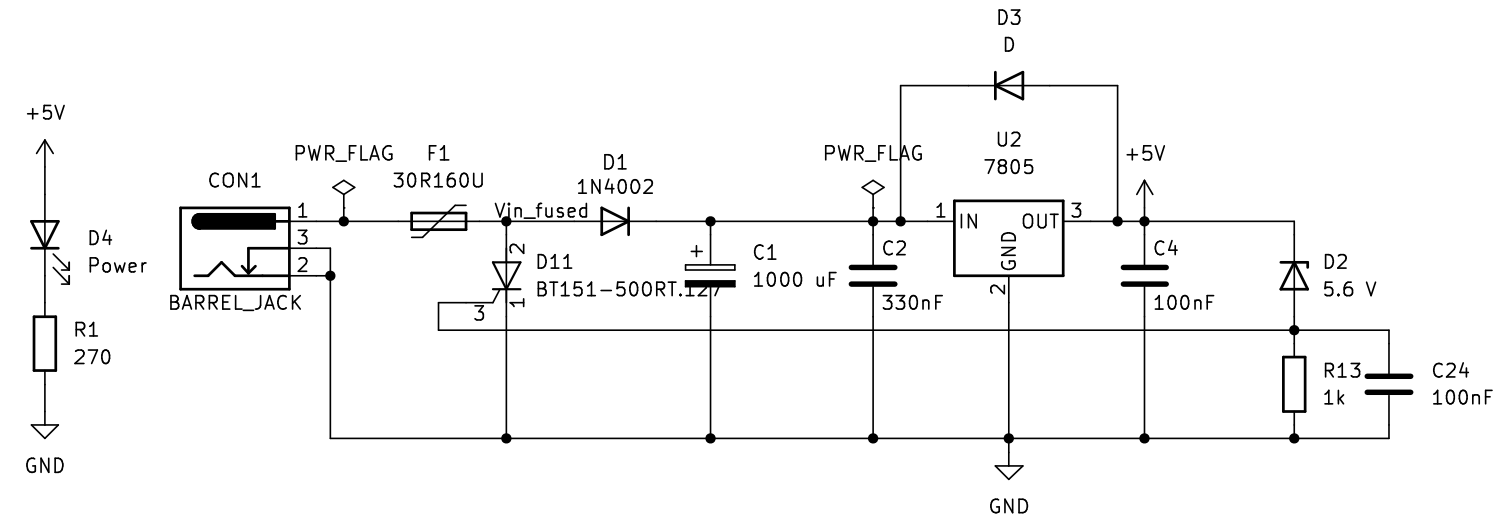 D3
D
+5V
PWR_FLAG
F1
30R160U
D1
1N4002
PWR_FLAG
U2
7805
+5V
CON1
1
3
2
BARREL_JACK
Vin_fused
1
IN
OUT
GND
3
2
D4
Power
2
D11
BT151-500RT.127
1
3
+
C1
1000 uF
C2
330nF
C4
100nF
D2
5.6 V
R1
270
R13
1k
C24
100nF
GND
GND